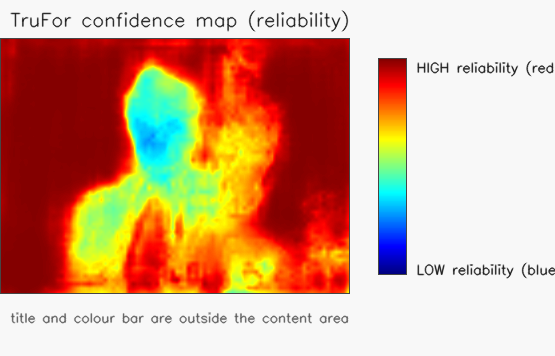 TruFor confidence map (reliability)
HIGH reliability (red
LOW reliability (blue
title and colour bar are outside the content area